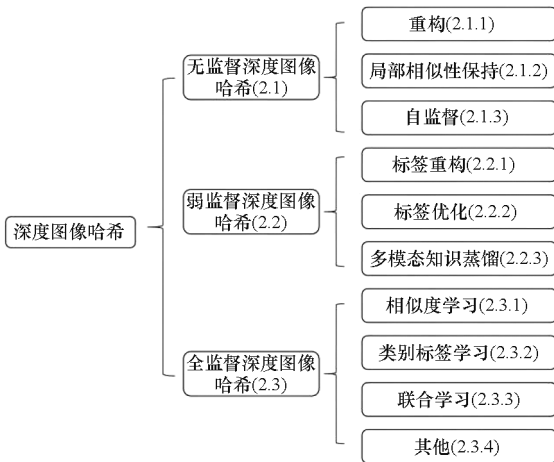 深度图像哈希
无监督深度图像
哈希(2.1)
重构(2.1.1)
局部相似性保持(2.1.2)
自监督(2.1.3)
弱监督深度图像
哈希(2.2)
标签重构(2.2.1)
标签优化(2.2.2)
多模态知识蒸馏(2.2.3)
全监督深度图像
哈希(2.3)
相似度学习(2.3.1)
类别标签学习(2.3.2)
联合学习(2.3.3)
其他(2.3.4)